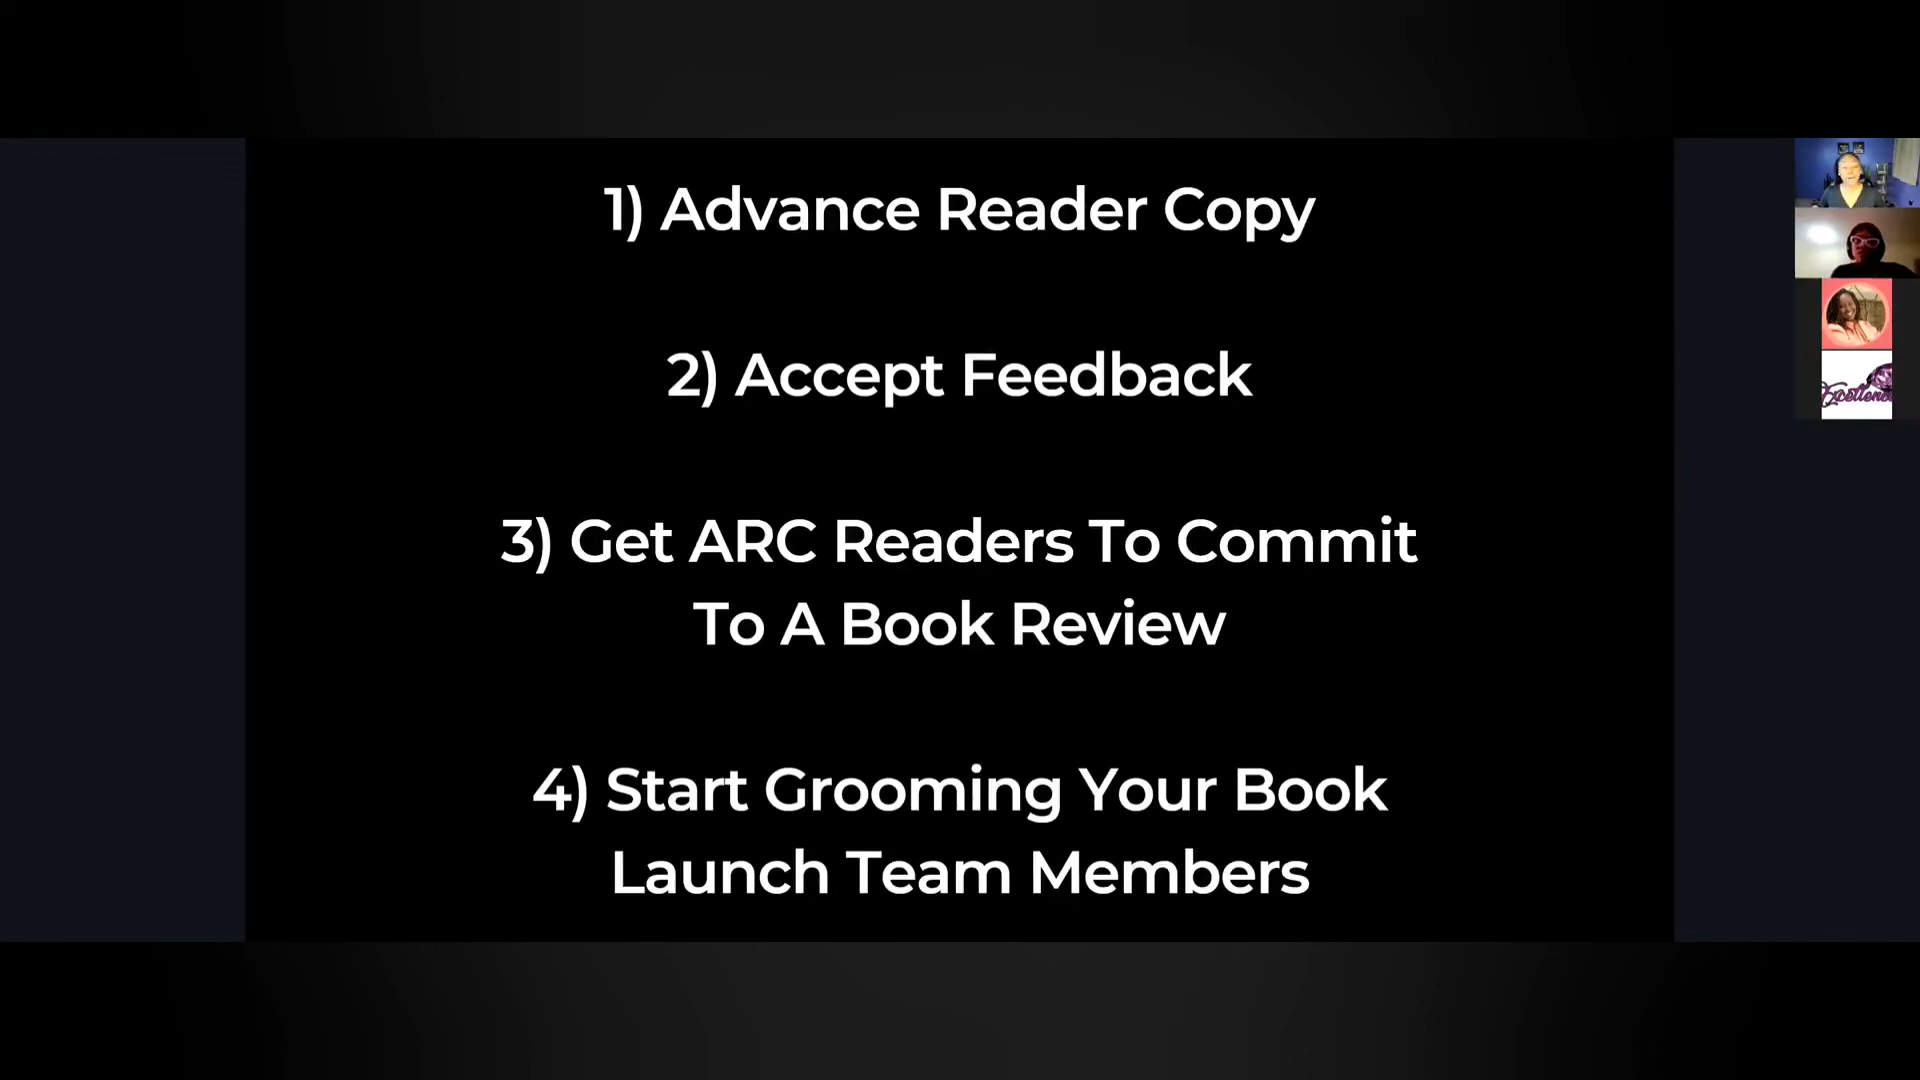 1) Advance Reader Copy
2) Accept Feedback
3) Get ARC Readers To Commit
To A Book Review
4) Start Grooming Your Book
Launch Team Members